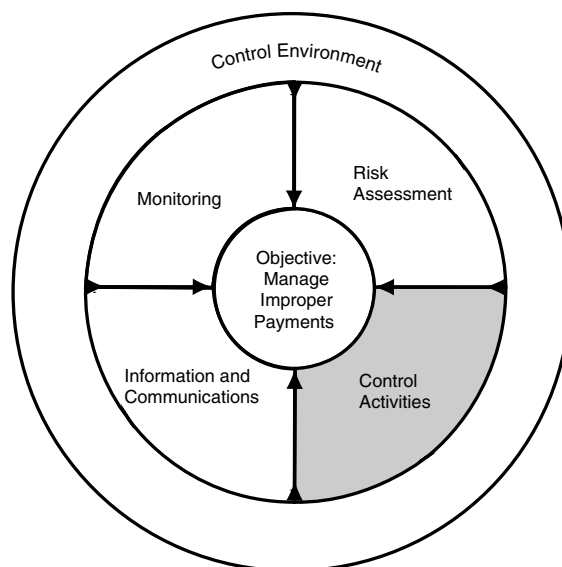 Control Environment
Monitoring
Risk
Assessment
Objective:
Manage
Improper
Payments
Information and
Communications
Control
Activities